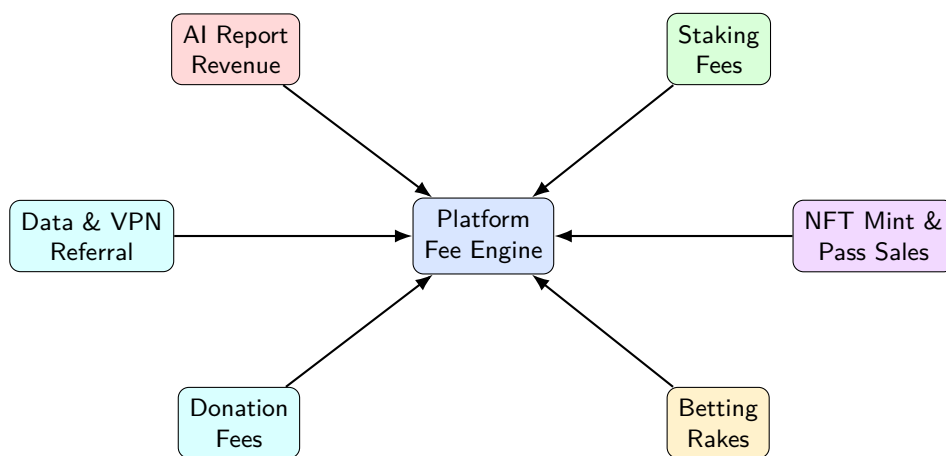 AI Report
Revenue
Staking
Fees
Data & VPN
Referral
Platform
Fee Engine
NFT Mint &
Pass Sales
Donation
Fees
Betting
Rakes